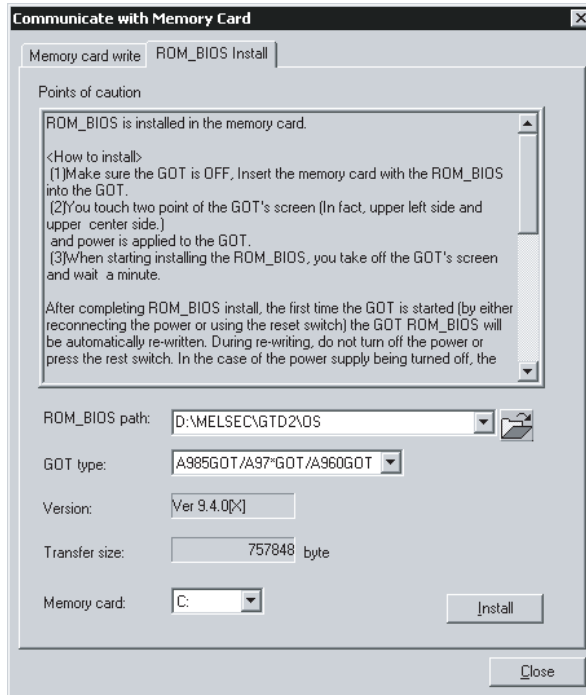 Communicate with Memory Card
Memory card write ROM_BIOS Install
Points of caution
ROM_BIOS is installed in the memory card.
<How to install>
(1)Make sure the GOT is OFF, Insert the memory card with the ROM_BIOS
into the GOT.
(2)You touch two point of the GOT's screen (In fact, upper left side and
upper center side.)
and power is applied to the GOT.
(3)When starting installing the ROM_BIOS, you take off the GOT's screen
and wait a minute.
After completing ROM_BIOS install, the first time the GOT is started (by either
reconnecting the power or using the reset switch) the GOT ROM_BIOS will
be automatically re-written. During re-writing, do not turn off the power or
press the rest switch. In the case of the power supply being turned off, the
ROM_BIOS path: D:\MELSEC\GTD2\OS
GOT type: A985GOT/A97*GOT/A960GOT
Version: Ver 9.4.0[X]
Transfer size: 757848 byte
Memory card: C:
Install
Close